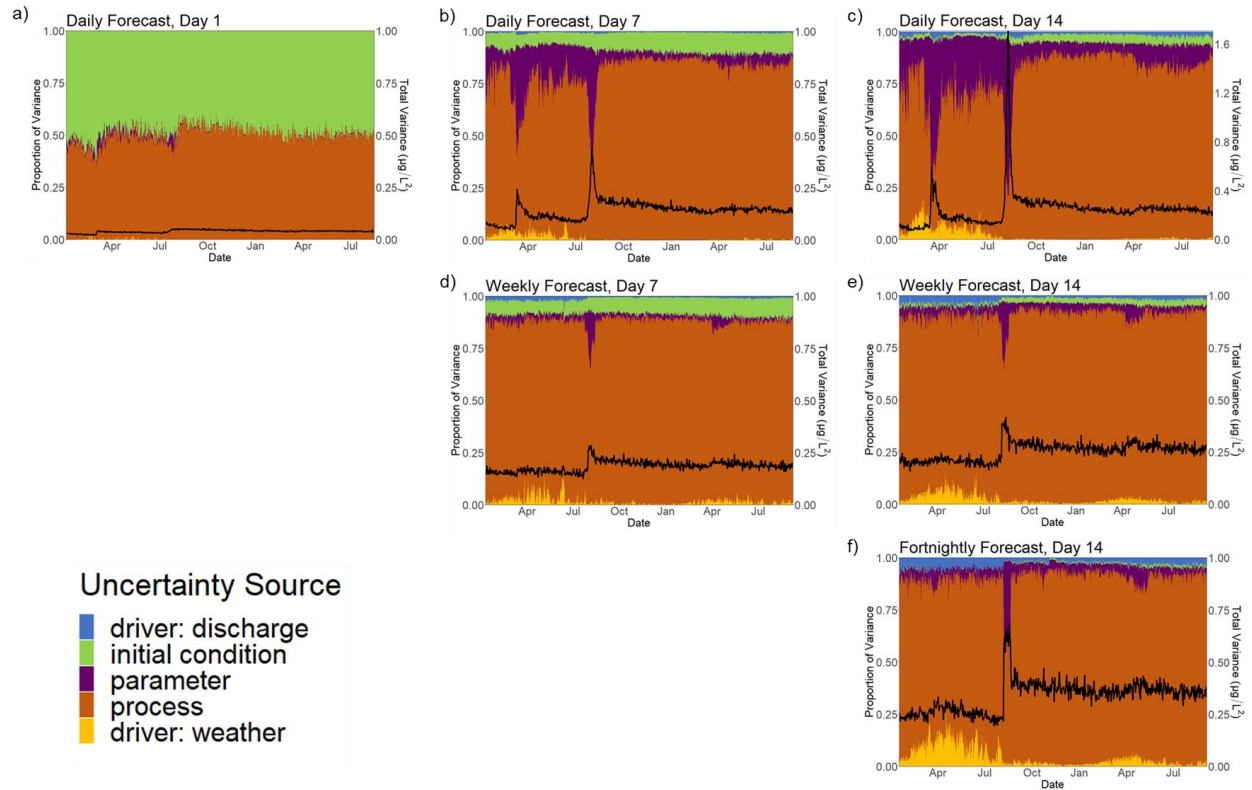 a)
Daily Forecast, Day 1
1.00
0.75
0.50
0.25
0.00
Proportion of Variance
1.00
0.75
0.50
0.25
0.00
Total Variance (µg/L²)
Apr Jul Oct Jan Apr Jul
Date
b)
Daily Forecast, Day 7
1.00
0.75
0.50
0.25
0.00
Proportion of Variance
1.00
0.75
0.50
0.25
0.00
Total Variance (µg/L²)
Apr Jul Oct Jan Apr Jul
Date
c)
Daily Forecast, Day 14
1.00
0.75
0.50
0.25
0.00
Proportion of Variance
1.6
1.2
0.8
0.4
0.0
Total Variance (µg/L²)
Apr Jul Oct Jan Apr Jul
Date
d)
Weekly Forecast, Day 7
1.00
0.75
0.50
0.25
0.00
Proportion of Variance
1.00
0.75
0.50
0.25
0.00
Total Variance (µg/L²)
Apr Jul Oct Jan Apr Jul
Date
e)
Weekly Forecast, Day 14
1.00
0.75
0.50
0.25
0.00
Proportion of Variance
1.00
0.75
0.50
0.25
0.00
Total Variance (µg/L²)
Apr Jul Oct Jan Apr Jul
Date
f)
Fortnightly Forecast, Day 14
1.00
0.75
0.50
0.25
0.00
Proportion of Variance
1.00
0.75
0.50
0.25
0.00
Total Variance (µg/L²)
Apr Jul Oct Jan Apr Jul
Date
Uncertainty Source
driver: discharge
initial condition
parameter
process
driver: weather